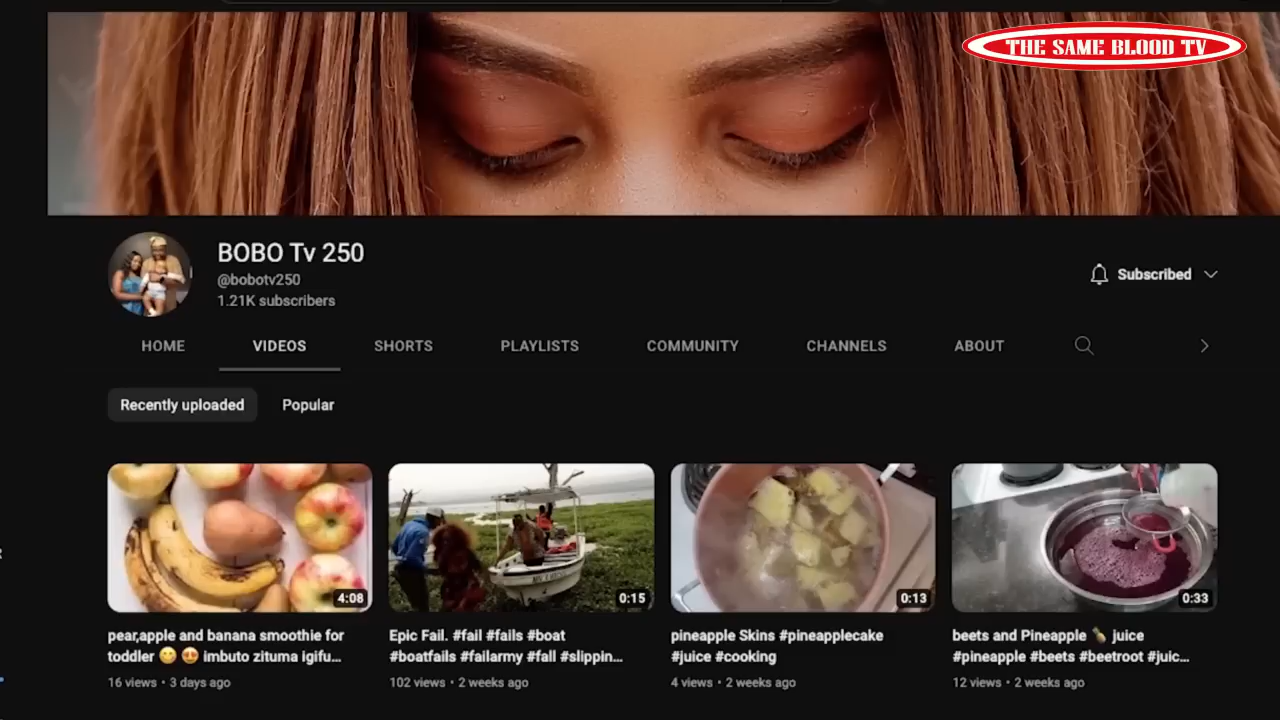 THE SAME BLOOD TV
BOBO Tv 250
@bobotv250
1.21K subscribers
Subscribed
HOME VIDEOS SHORTS PLAYLISTS COMMUNITY CHANNELS ABOUT
Recently uploaded Popular
4:08 0:15 0:13 0:33
pear,apple and banana smoothie for
toddler 😋 😍 imbuto zituma igifu...
16 views • 3 days ago
Epic Fail. #fail #fails #boat
#boatfails #failarmy #fall #slippin...
102 views • 2 weeks ago
pineapple Skins #pineapplecake
#juice #cooking
4 views • 2 weeks ago
beets and Pineapple 🍍 juice
#pineapple #beets #beetroot #juic...
12 views • 2 weeks ago